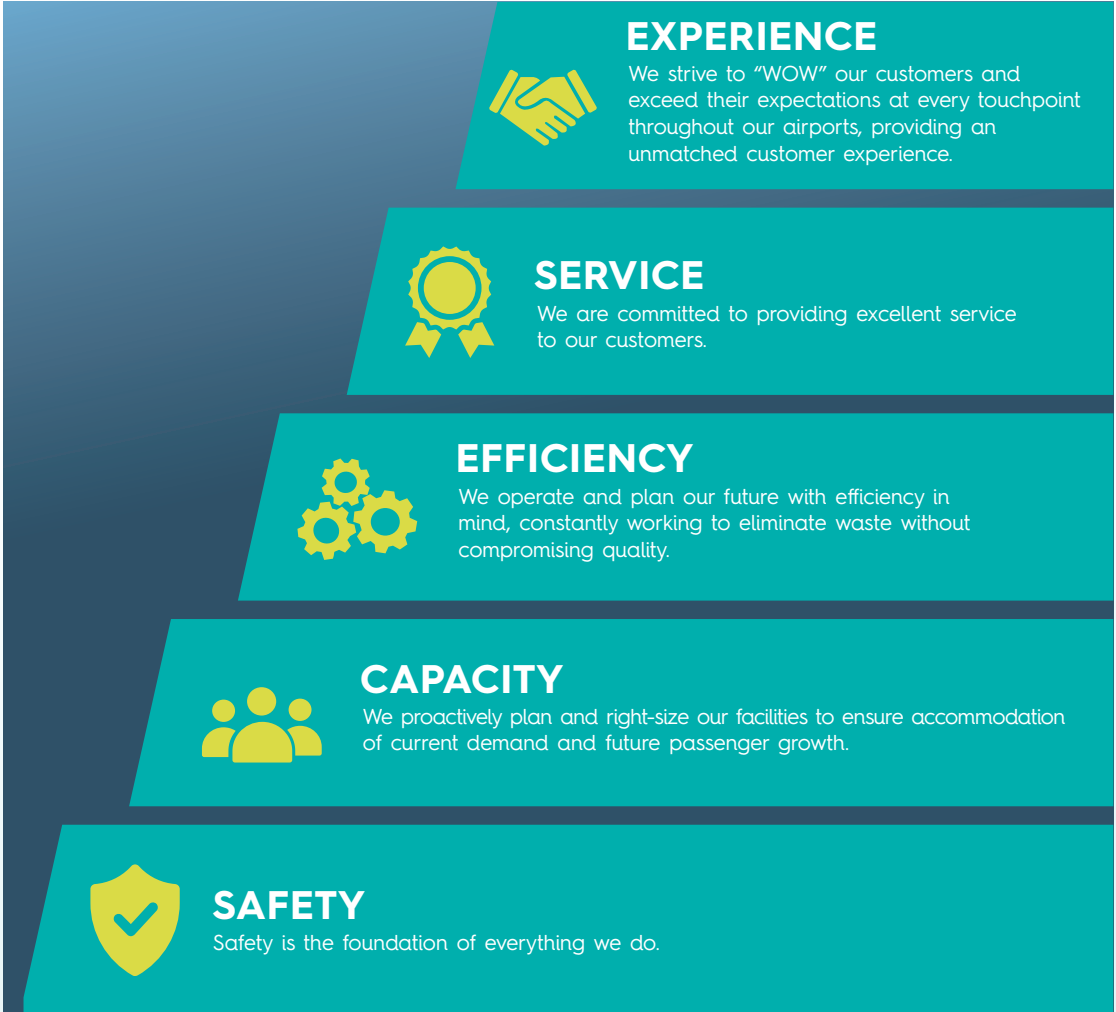 EXPERIENCE
We strive to “WOW” our customers and
exceed their expectations at every touchpoint
throughout our airports, providing an
unmatched customer experience.
SERVICE
We are committed to providing excellent service
to our customers.
EFFICIENCY
We operate and plan our future with efficiency in
mind, constantly working to eliminate waste without
compromising quality.
CAPACITY
We proactively plan and right-size our facilities to ensure accommodation
of current demand and future passenger growth.
SAFETY
Safety is the foundation of everything we do.